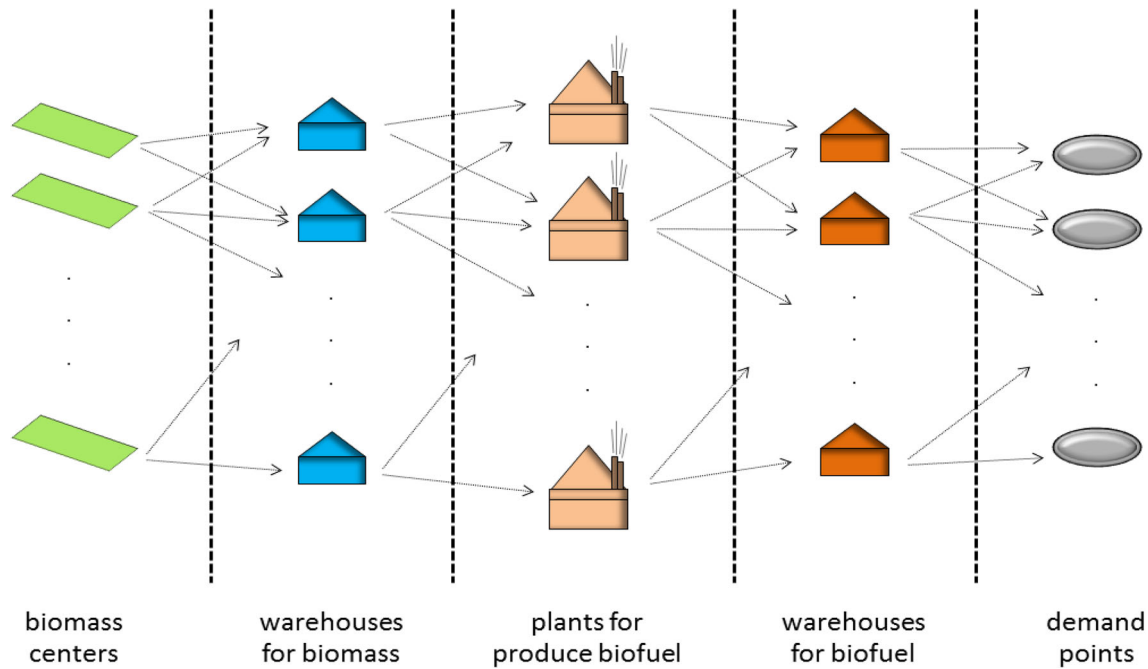 biomass
centers
warehouses
for biomass
plants for
produce biofuel
warehouses
for biofuel
demand
points